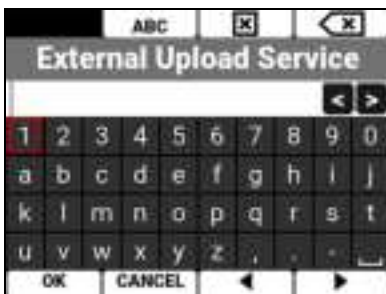 ABC
External Upload Service
< >
1 2 3 4 5 6 7 8 9 0
a b c d e f g h i j
k l m n o p q r s t
u v w x y z , . -
OK CANCEL